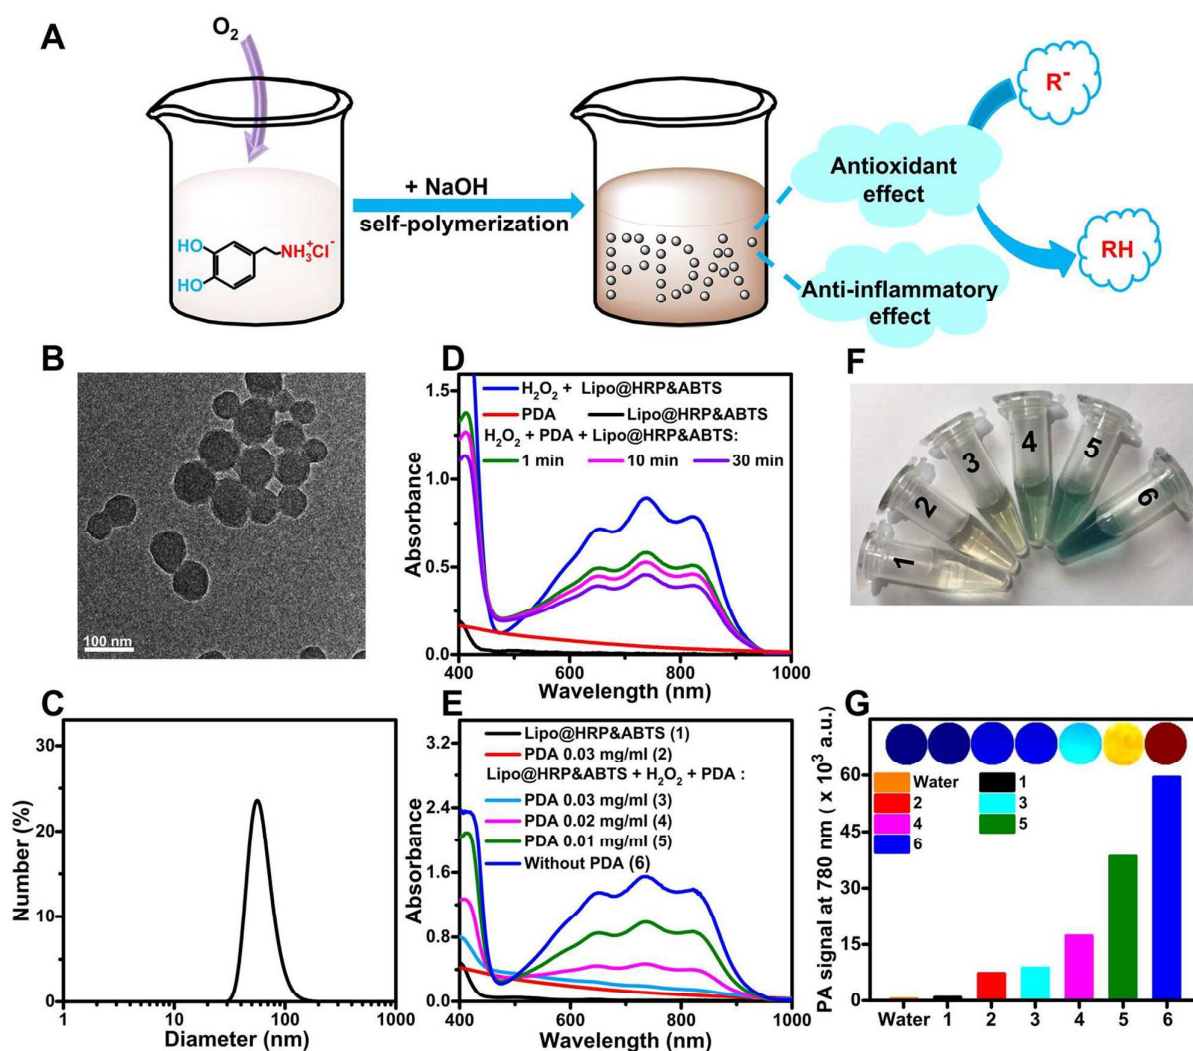 A
O₂
HO
HO
NH₃⁺Cl⁻
+ NaOH
self-polymerization
PDA
Antioxidant
effect
Anti-inflammatory
effect
R⁻
RH
B
100 nm
C
Number (%)
30
20
10
0
1 10 100 1000
Diameter (nm)
D
Absorbance
1.5
1.0
0.5
0.0
H₂O₂ + Lipo@HRP&ABTS
PDA Lipo@HRP&ABTS
H₂O₂ + PDA + Lipo@HRP&ABTS:
1 min 10 min 30 min
400 600 800 1000
Wavelength (nm)
E
Absorbance
3.2
2.4
1.6
0.8
0.0
Lipo@HRP&ABTS (1)
PDA 0.03 mg/ml (2)
Lipo@HRP&ABTS + H₂O₂ + PDA :
PDA 0.03 mg/ml (3)
PDA 0.02 mg/ml (4)
PDA 0.01 mg/ml (5)
Without PDA (6)
400 600 800 1000
Wavelength (nm)
F
1
2
3
4
5
6
G
PA signal at 780 nm ( x 10³ a.u.)
60
45
30
15
0
Water 1
2 3
4 5
6
Water 1 2 3 4 5 6